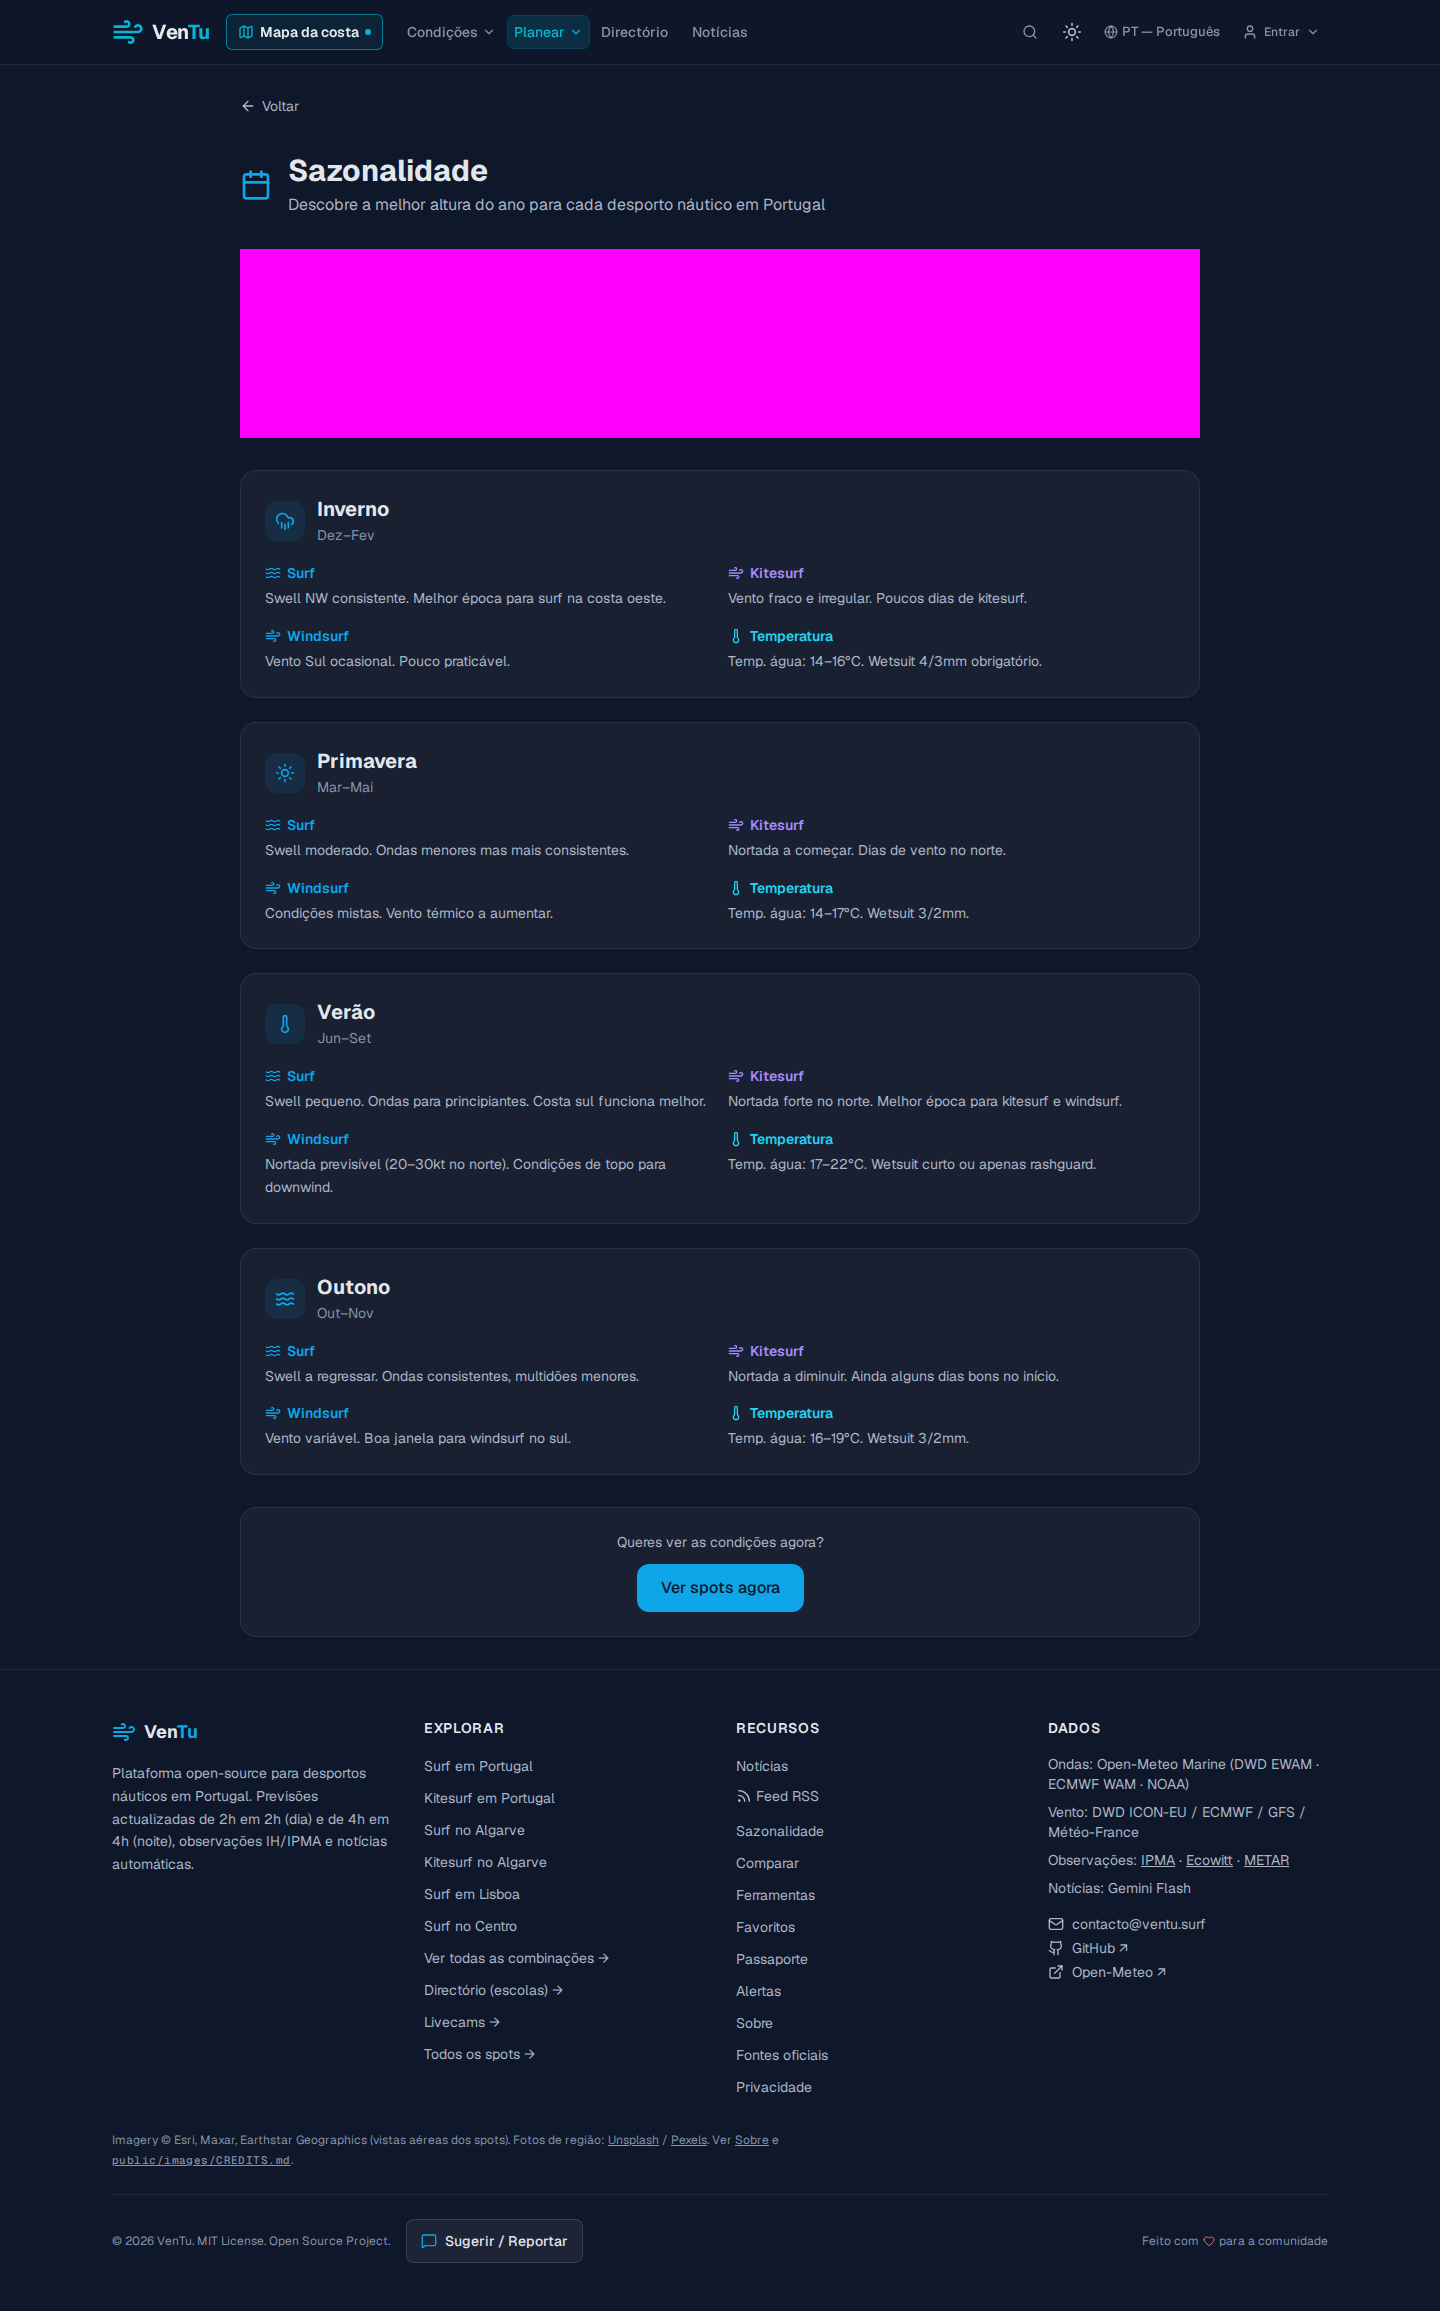 VenTu
Mapa da costa
Condições
Planear
Directório
Notícias
PT — Português
Entrar
Voltar
Sazonalidade
Descobre a melhor altura do ano para cada desporto náutico em Portugal
Inverno
Dez–Fev
Surf
Swell NW consistente. Melhor época para surf na costa oeste.
Kitesurf
Vento fraco e irregular. Poucos dias de kitesurf.
Windsurf
Vento Sul ocasional. Pouco praticável.
Temperatura
Temp. água: 14–16°C. Wetsuit 4/3mm obrigatório.
Primavera
Mar–Mai
Surf
Swell moderado. Ondas menores mas mais consistentes.
Kitesurf
Nortada a começar. Dias de vento no norte.
Windsurf
Condições mistas. Vento térmico a aumentar.
Temperatura
Temp. água: 14–17°C. Wetsuit 3/2mm.
Verão
Jun–Set
Surf
Swell pequeno. Ondas para principiantes. Costa sul funciona melhor.
Kitesurf
Nortada forte no norte. Melhor época para kitesurf e windsurf.
Windsurf
Nortada previsível (20–30kt no norte). Condições de topo para
downwind.
Temperatura
Temp. água: 17–22°C. Wetsuit curto ou apenas rashguard.
Outono
Out–Nov
Surf
Swell a regressar. Ondas consistentes, multidões menores.
Kitesurf
Nortada a diminuir. Ainda alguns dias bons no início.
Windsurf
Vento variável. Boa janela para windsurf no sul.
Temperatura
Temp. água: 16–19°C. Wetsuit 3/2mm.
Queres ver as condições agora?
Ver spots agora
VenTu
Plataforma open-source para desportos
náuticos em Portugal. Previsões
actualizadas de 2h em 2h (dia) e de 4h em
4h (noite), observações IH/IPMA e notícias
automáticas.
EXPLORAR
Surf em Portugal
Kitesurf em Portugal
Surf no Algarve
Kitesurf no Algarve
Surf em Lisboa
Surf no Centro
Ver todas as combinações →
Directório (escolas) →
Livecams →
Todos os spots →
RECURSOS
Notícias
Feed RSS
Sazonalidade
Comparar
Ferramentas
Favoritos
Passaporte
Alertas
Sobre
Fontes oficiais
Privacidade
DADOS
Ondas: Open-Meteo Marine (DWD EWAM ·
ECMWF WAM · NOAA)
Vento: DWD ICON-EU / ECMWF / GFS /
Météo-France
Observações: IPMA · Ecowitt · METAR
Notícias: Gemini Flash
contacto@ventu.surf
GitHub ↗
Open-Meteo ↗
Imagery © Esri, Maxar, Earthstar Geographics (vistas aéreas dos spots). Fotos de região: Unsplash / Pexels. Ver Sobre e
public/images/CREDITS.md.
© 2026 VenTu. MIT License. Open Source Project.
Sugerir / Reportar
Feito com ♡ para a comunidade